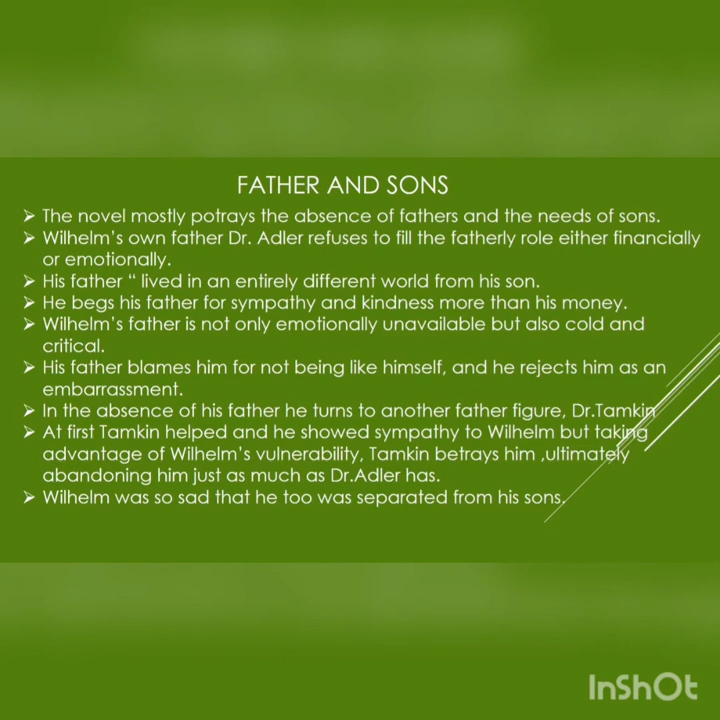 FATHER AND SONS
➤ The novel mostly potrays the absence of fathers and the needs of sons.
➤ Wilhelm's own father Dr. Adler refuses to fill the fatherly role either financially
or emotionally.
➤ His father “ lived in an entirely different world from his son.
➤ He begs his father for sympathy and kindness more than his money.
➤ Wilhelm's father is not only emotionally unavailable but also cold and
critical.
➤ His father blames him for not being like himself, and he rejects him as an
embarrassment.
➤ In the absence of his father he turns to another father figure, Dr.Tamkin
➤ At first Tamkin helped and he showed sympathy to Wilhelm but taking
advantage of Wilhelm's vulnerability, Tamkin betrays him ,ultimately
abandoning him just as much as Dr.Adler has.
➤ Wilhelm was so sad that he too was separated from his sons.
InShOt